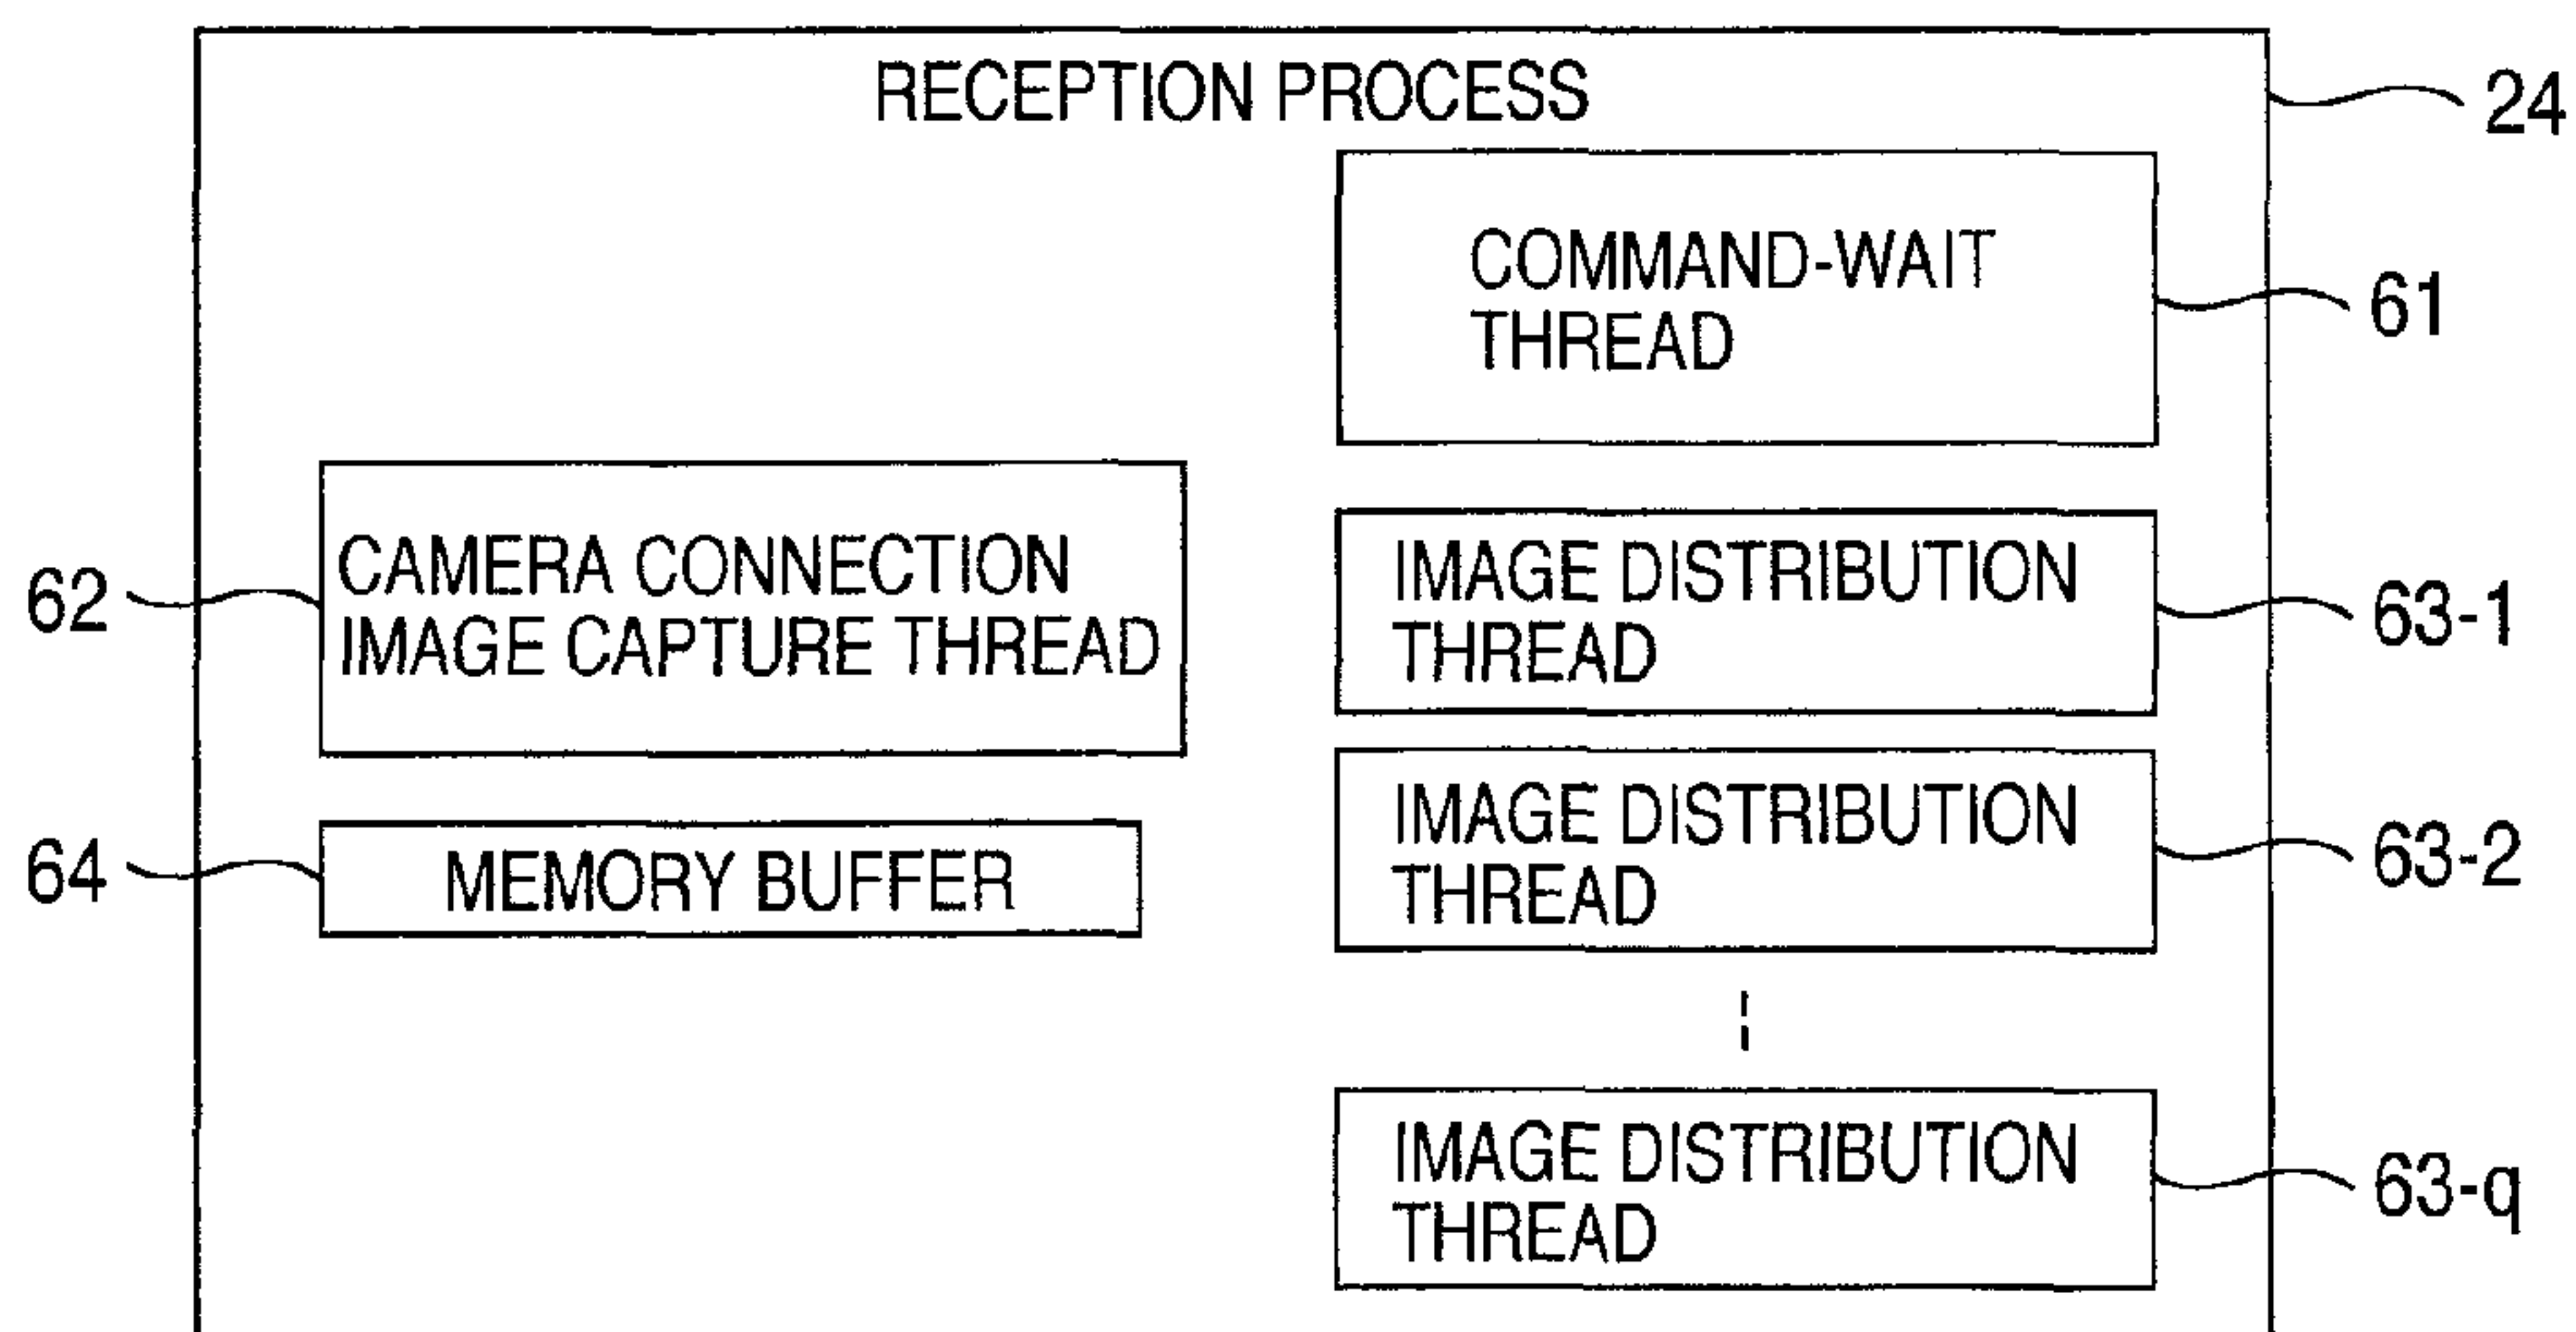 RECEPTION PROCESS
24
COMMAND-WAIT
THREAD
61
62
CAMERA CONNECTION
IMAGE CAPTURE THREAD
IMAGE DISTRIBUTION
THREAD
63-1
64
MEMORY BUFFER
IMAGE DISTRIBUTION
THREAD
63-2
IMAGE DISTRIBUTION
THREAD
63-q